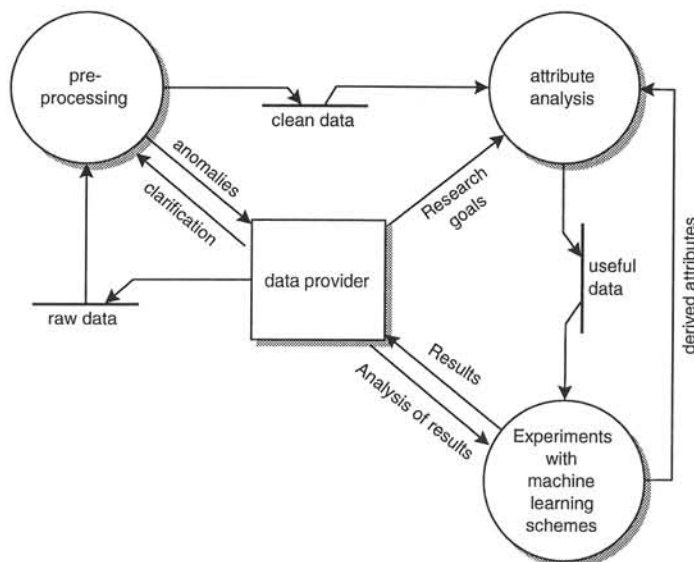 pre-
processing
attribute
analysis
clean data
anomalies
clarification
Research
goals
data provider
raw data
useful
data
derived attributes
Results
Analysis of results
Experiments
with
machine
learning
schemes